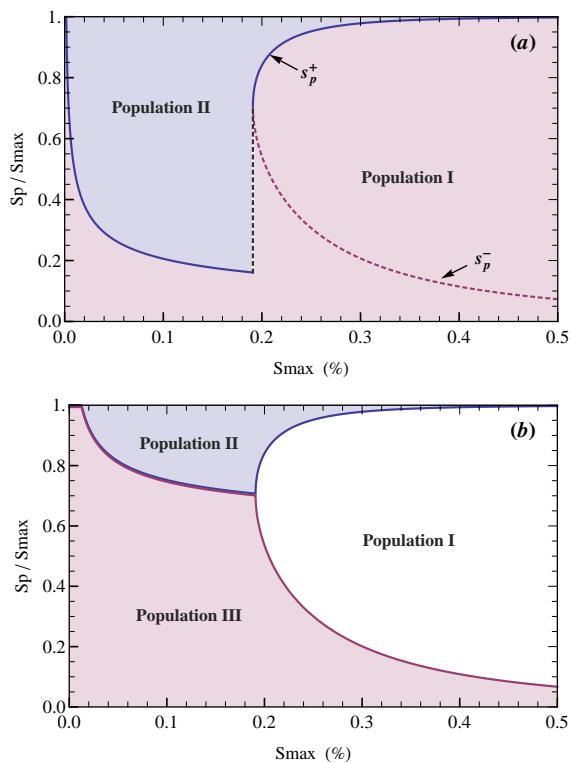 1.
(a)
s_p^+
0.8
Population II
0.6
Sp / Smax
Population I
0.4
s_p^-
0.2
0.0
0.0 0.1 0.2 0.3 0.4 0.5
Smax (%)
1.
(b)
Population II
0.8
0.6
Sp / Smax
Population I
0.4
Population III
0.2
0.0
0.0 0.1 0.2 0.3 0.4 0.5
Smax (%)